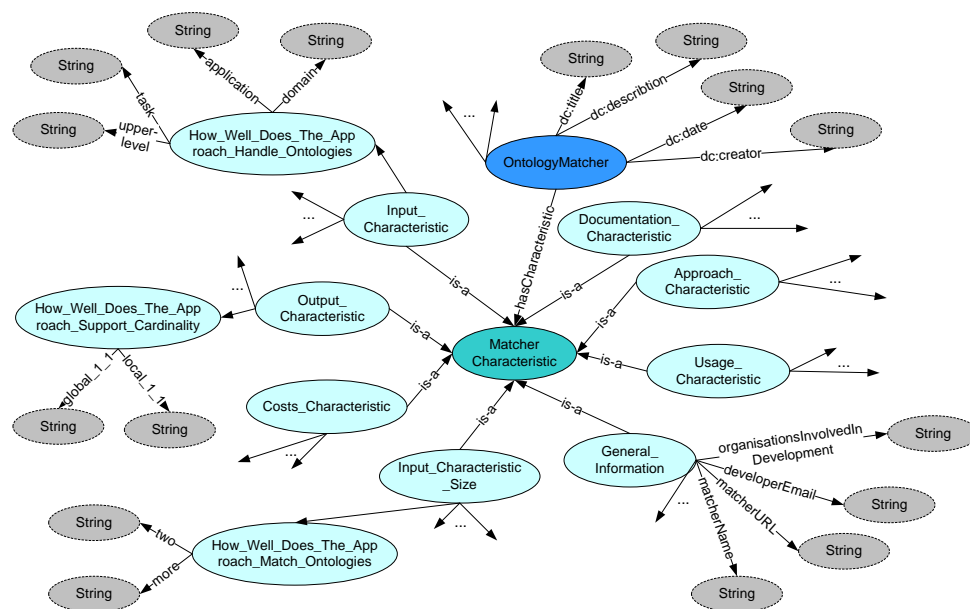 String
String
String
String
application
domain
task
upper-
level
How_Well_Does_The_App
roach_Handle_Ontologies
String
String
String
String
dc:title
dc:describtion
dc:date
dc:creator
...
OntologyMatcher
hasCharacteristic
Input_
Characteristic
...
is-a
Documentation_
Characteristic
...
is-a
Approach_
Characteristic
...
is-a
How_Well_Does_The_App
roach_Support_Cardinality
...
Output_
Characteristic
is-a
global_1_1
local_1_1
String
String
Matcher
Characteristic
Usage_
Characteristic
...
is-a
Costs_Characteristic
...
is-a
Input_Characteristic
_Size
...
is-a
General_
Information
...
is-a
organisationsInvolvedIn
Development
String
developerEmail
String
matcherURL
String
matcherName
String
How_Well_Does_The_App
roach_Match_Ontologies
two
more
String
String